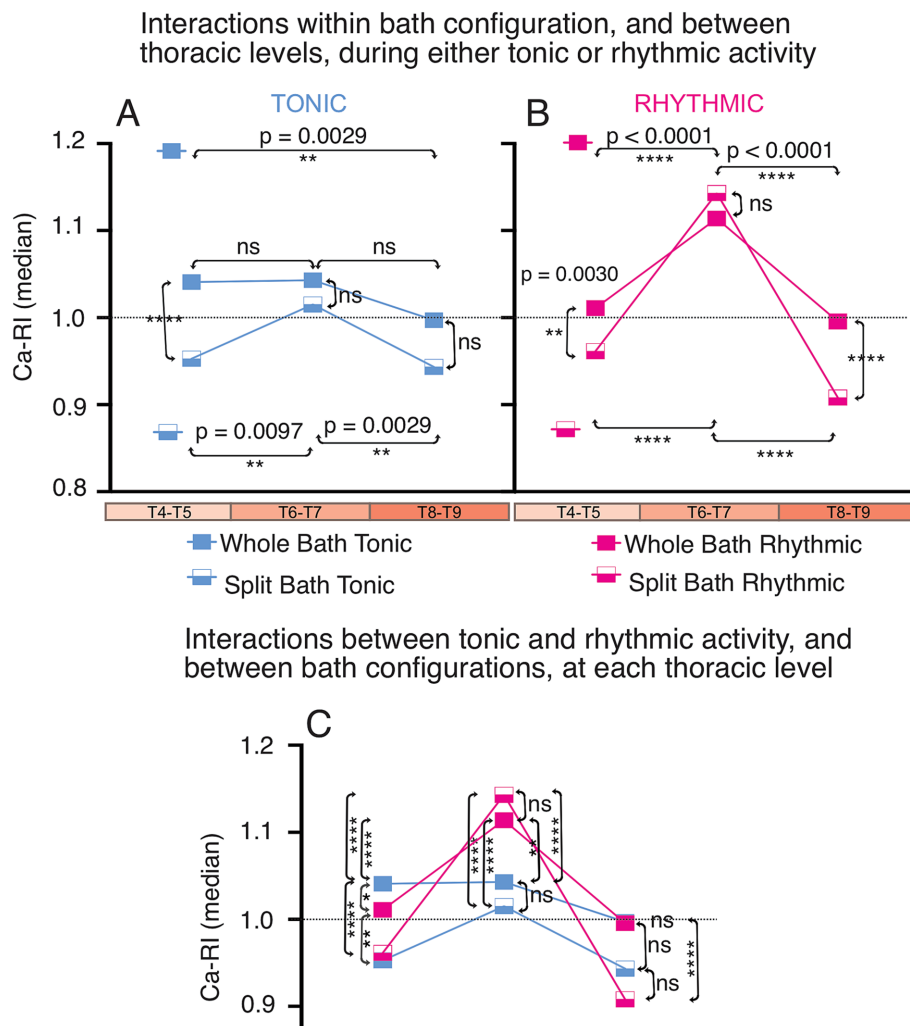 Interactions within bath configuration, and between
thoracic levels, during either tonic or rhythmic activity
A
TONIC
B
RHYTHMIC
Ca-RI (median)
1.2
1.1
1.0
0.9
0.8
p = 0.0029
**
ns
ns
ns
****
ns
p = 0.0097
**
p = 0.0029
**
p < 0.0001
****
p < 0.0001
****
ns
p = 0.0030
**
****
****
****
T4-T5
T6-T7
T8-T9
T4-T5
T6-T7
T8-T9
Whole Bath Tonic
Split Bath Tonic
Whole Bath Rhythmic
Split Bath Rhythmic
Interactions between tonic and rhythmic activity, and
between bath configurations, at each thoracic level
C
Ca-RI (median)
1.2
1.1
1.0
0.9
****
****
*
****
**
****
****
ns
**
****
ns
ns
ns
ns
****